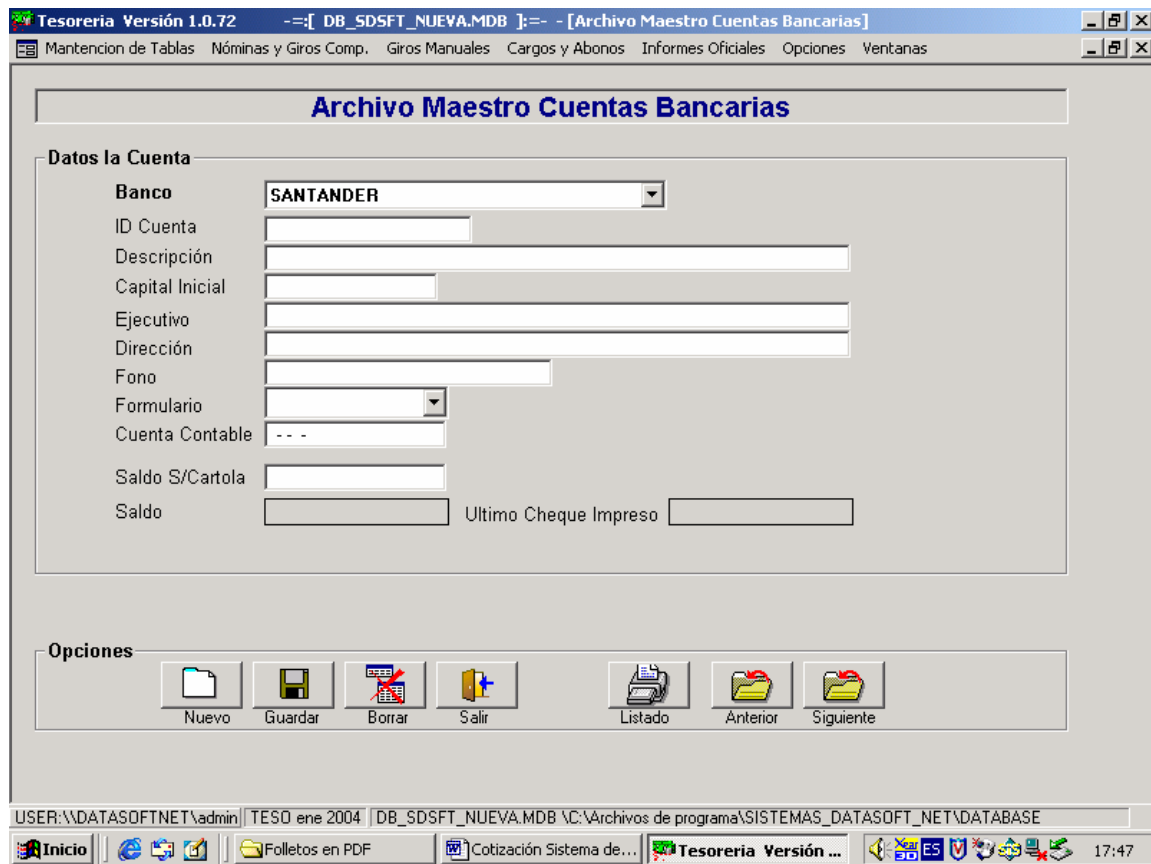 Tesoreria Versión 1.0.72 -=:[ DB_SDSFT_NUEVA.MDB ]:=- - [Archivo Maestro Cuentas Bancarias]
Mantencion de Tablas Nóminas y Giros Comp. Giros Manuales Cargos y Abonos Informes Oficiales Opciones Ventanas
Archivo Maestro Cuentas Bancarias
Datos la Cuenta
Banco SANTANDER
ID Cuenta
Descripción
Capital Inicial
Ejecutivo
Dirección
Fono
Formulario
Cuenta Contable - - -
Saldo S/Cartola
Saldo Ultimo Cheque Impreso
Opciones
Nuevo Guardar Borrar Salir Listado Anterior Siguiente
USER:\\DATASOFTNET\admin TESO ene 2004 DB_SDSFT_NUEVA.MDB \C:\Archivos de programa\SISTEMAS_DATASOFT_NET\DATABASE
Inicio Folletos en PDF Cotización Sistema de... Tesoreria Versión ... ES 17:47